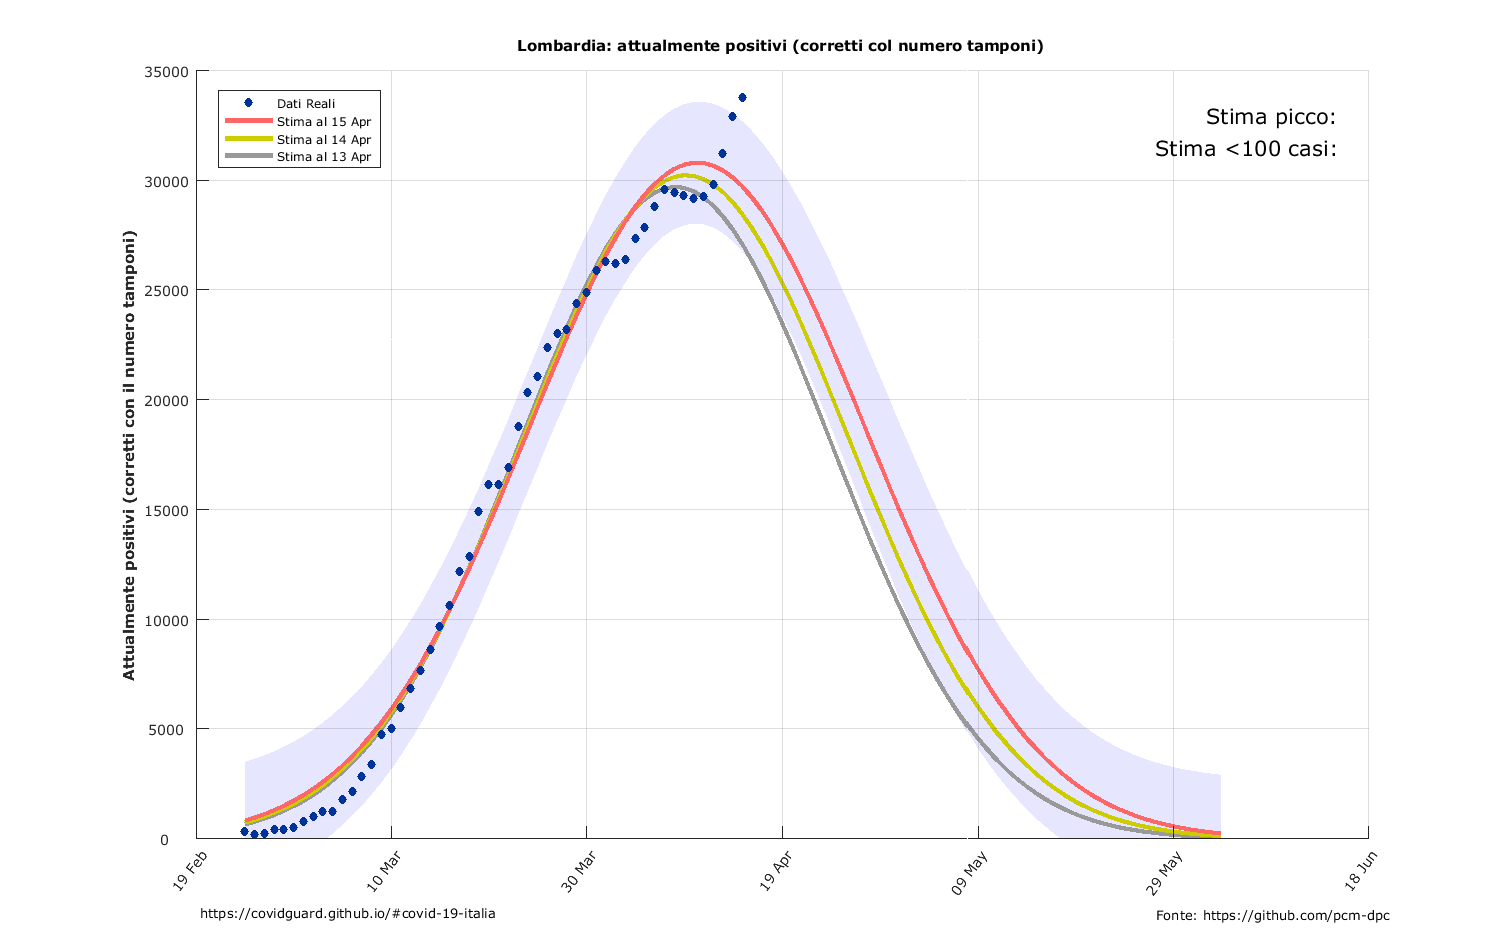 Lombardia: attualmente positivi (corretti col numero tamponi)
Attualmente positivi (corretti con il numero tamponi)
35000
30000
25000
20000
15000
10000
5000
0
Dati Reali
Stima al 15 Apr
Stima al 14 Apr
Stima al 13 Apr
Stima picco:
Stima <100 casi:
19 Feb
10 Mar
30 Mar
19 Apr
09 May
29 May
18 Jun
https://covidguard.github.io/#covid-19-italia
Fonte: https://github.com/pcm-dpc